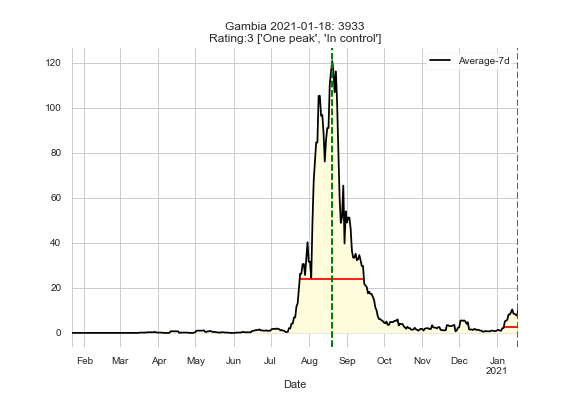 Gambia 2021-01-18: 3933
Rating:3 ['One peak', 'In control']
Average-7d
120
100
80
60
40
20
0
Feb Mar Apr May Jun Jul Aug Sep Oct Nov Dec Jan
2021
Date